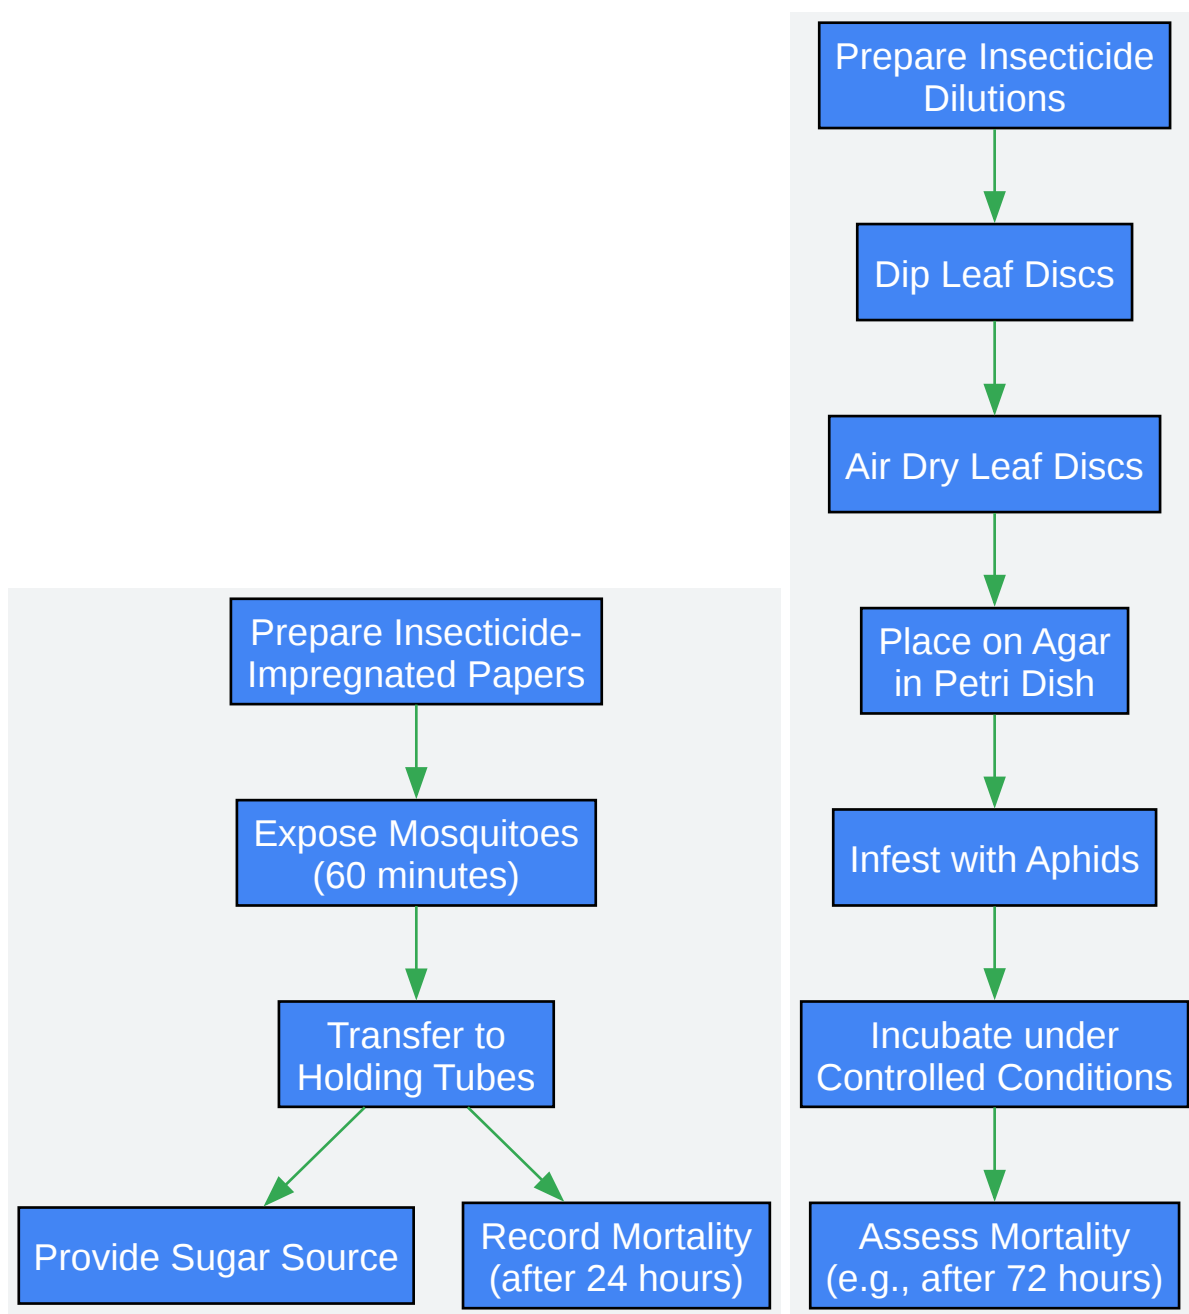 Prepare Insecticide-
Impregnated Papers
Expose Mosquitoes
(60 minutes)
Transfer to
Holding Tubes
Provide Sugar Source
Record Mortality
(after 24 hours)
Prepare Insecticide
Dilutions
Dip Leaf Discs
Air Dry Leaf Discs
Place on Agar
in Petri Dish
Infest with Aphids
Incubate under
Controlled Conditions
Assess Mortality
(e.g., after 72 hours)